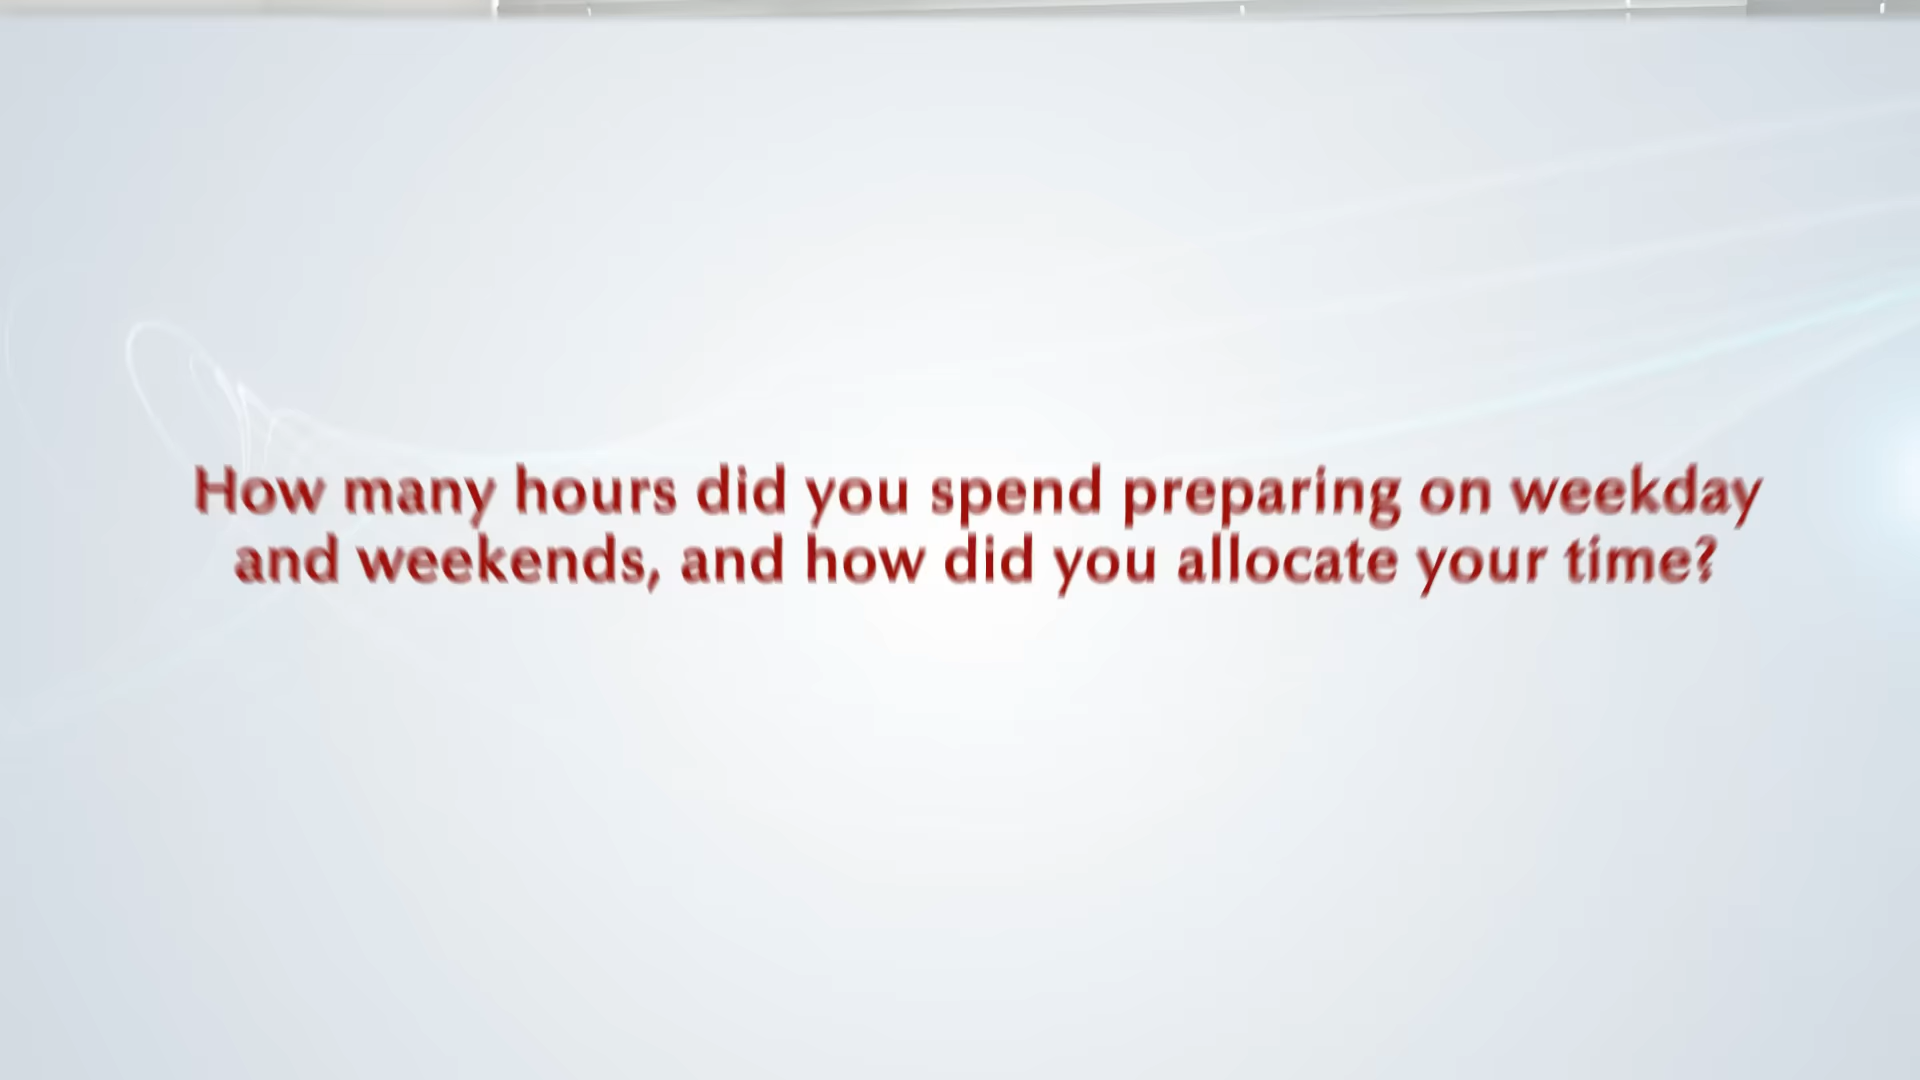 How many hours did you spend preparing on weekday
and weekends, and how did you allocate your time?